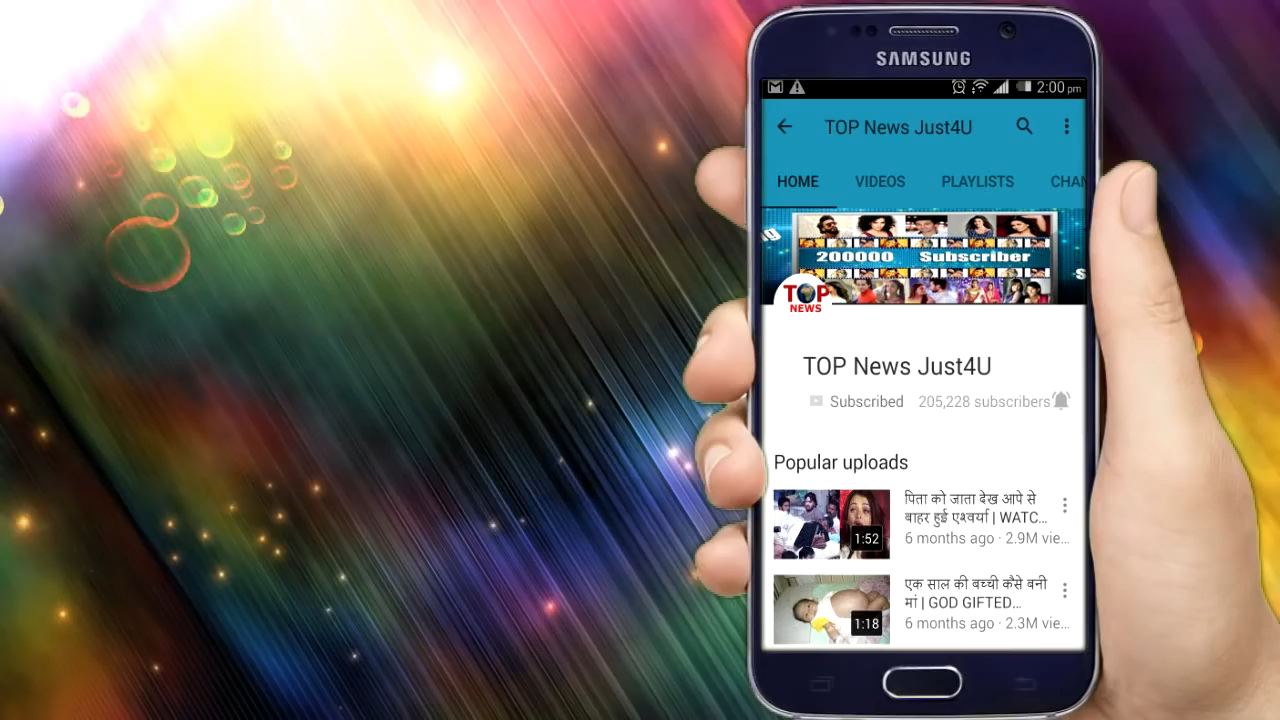 SAMSUNG
2:00 pm
TOP News Just4U
HOME VIDEOS PLAYLISTS CHAN
200000 Subscriber
TOP
NEWS
TOP News Just4U
Subscribed 205,228 subscribers
Popular uploads
पिता को जाता देख आपे से
बाहर हुई एश्वर्या | WATC...
6 months ago · 2.9M vie...
1:52
एक साल की बच्ची कैसे बनी
मां | GOD GIFTED...
6 months ago · 2.3M vie...
1:18